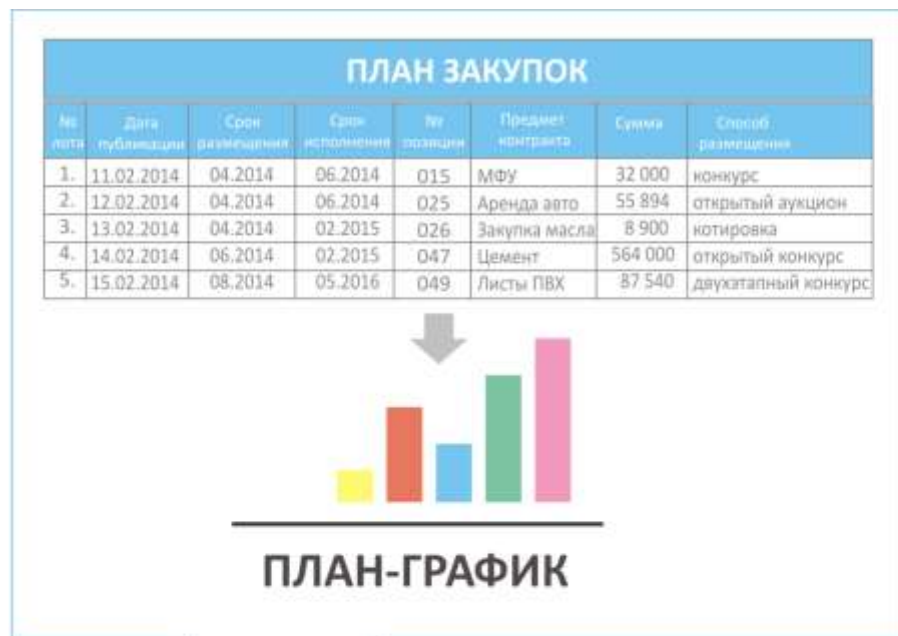 ПЛАН ЗАКУПОК
№ лота Дата публикации Срок размещения Срок исполнения № позиции Предмет контракта Сумма Способ размещения
1. 11.02.2014 04.2014 06.2014 015 МФУ 32 000 конкурс
2. 12.02.2014 04.2014 06.2014 025 Аренда авто 55 894 открытый аукцион
3. 13.02.2014 04.2014 02.2015 026 Закупка масла 8 900 котировка
4. 14.02.2014 06.2014 02.2015 047 Цемент 564 000 открытый конкурс
5. 15.02.2014 08.2014 05.2016 049 Листы ПВХ 87 540 двухэтапный конкурс
ПЛАН-ГРАФИК